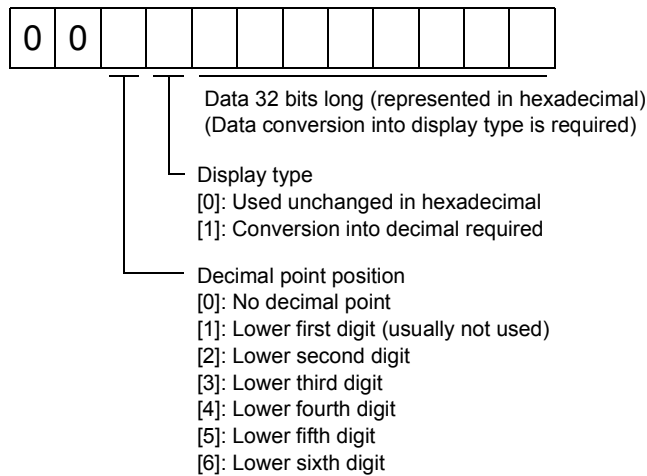 0 0
Data 32 bits long (represented in hexadecimal)
(Data conversion into display type is required)
Display type
[0]: Used unchanged in hexadecimal
[1]: Conversion into decimal required
Decimal point position
[0]: No decimal point
[1]: Lower first digit (usually not used)
[2]: Lower second digit
[3]: Lower third digit
[4]: Lower fourth digit
[5]: Lower fifth digit
[6]: Lower sixth digit